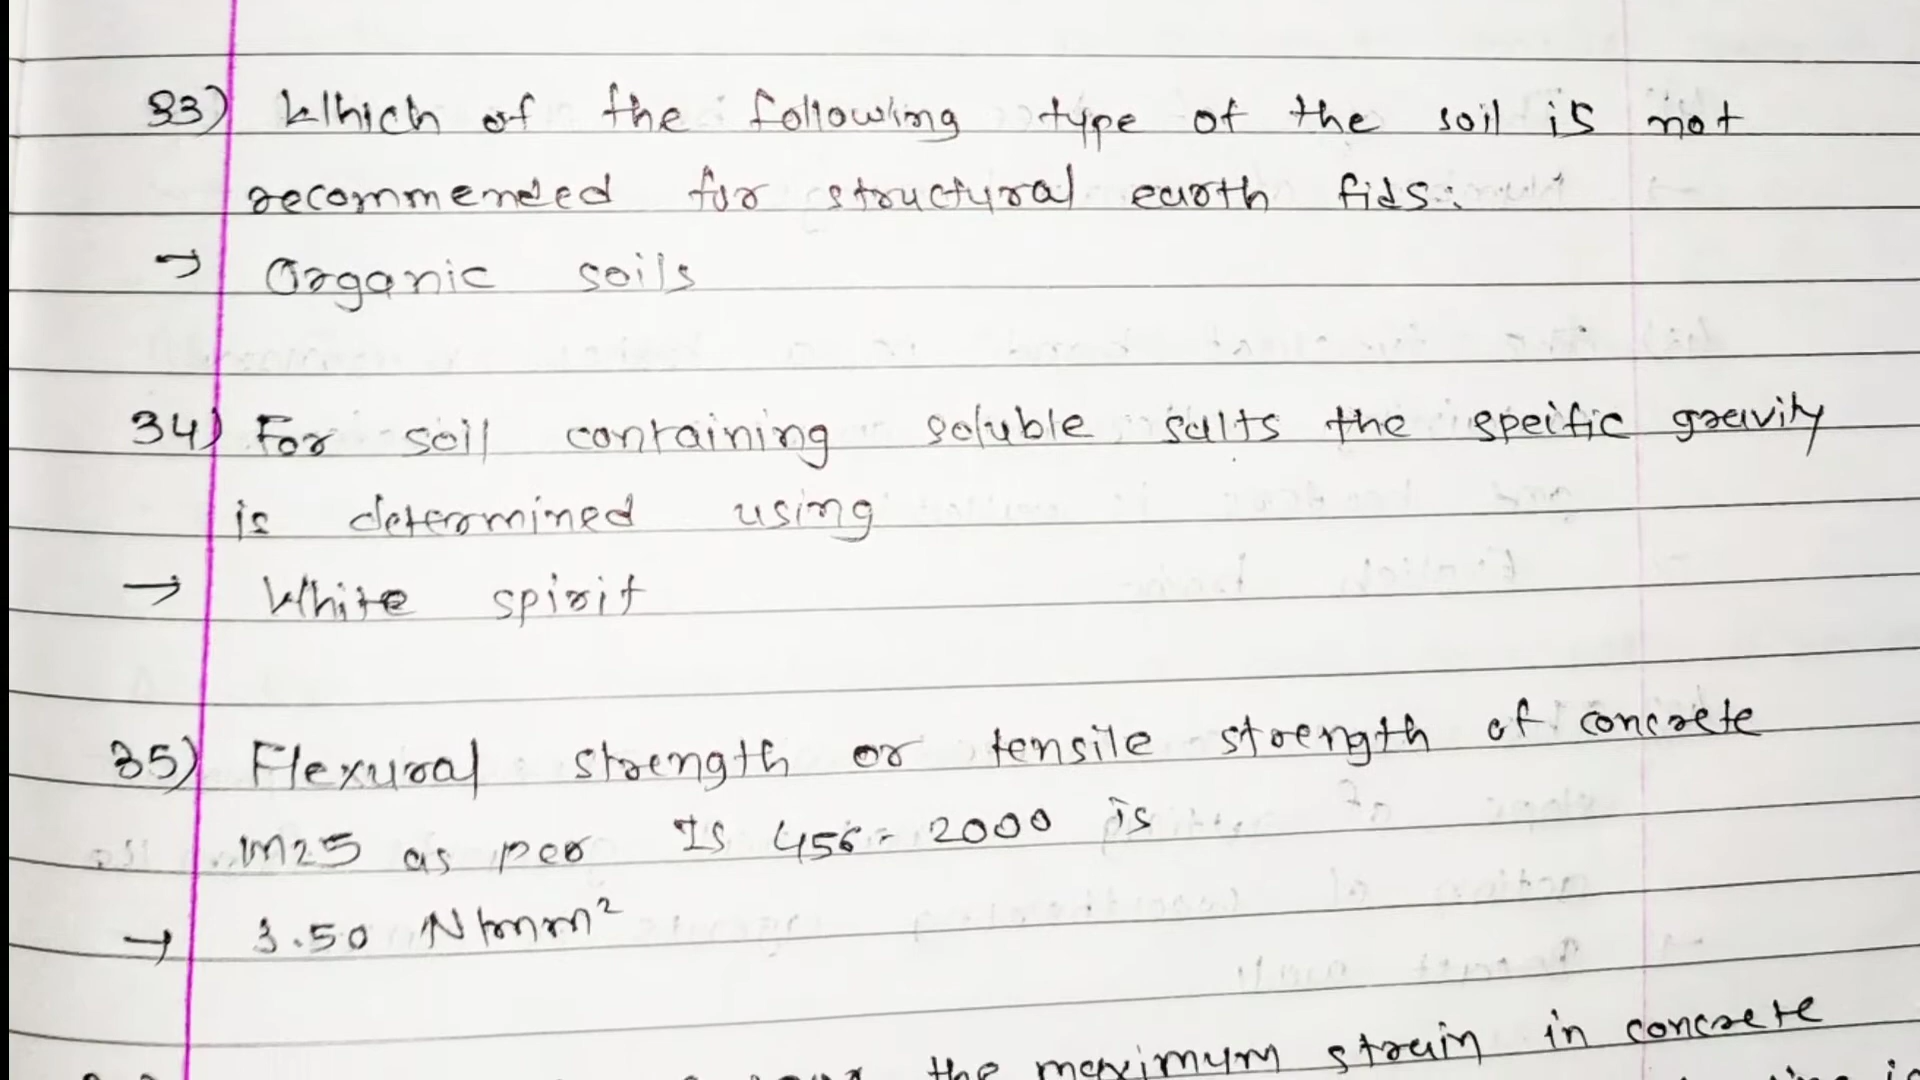 33) Which of the following type of the soil is not
recommended for structural earth fids:
→ Organic soils
34) For soil containing soluble salts the speific gravity
is determined using
→ White spirit
35) Flexural strength or tensile strength of concrete
M25 as per IS 456-2000 is
→ 3.50 N/mm²
the maximum strain in concrete